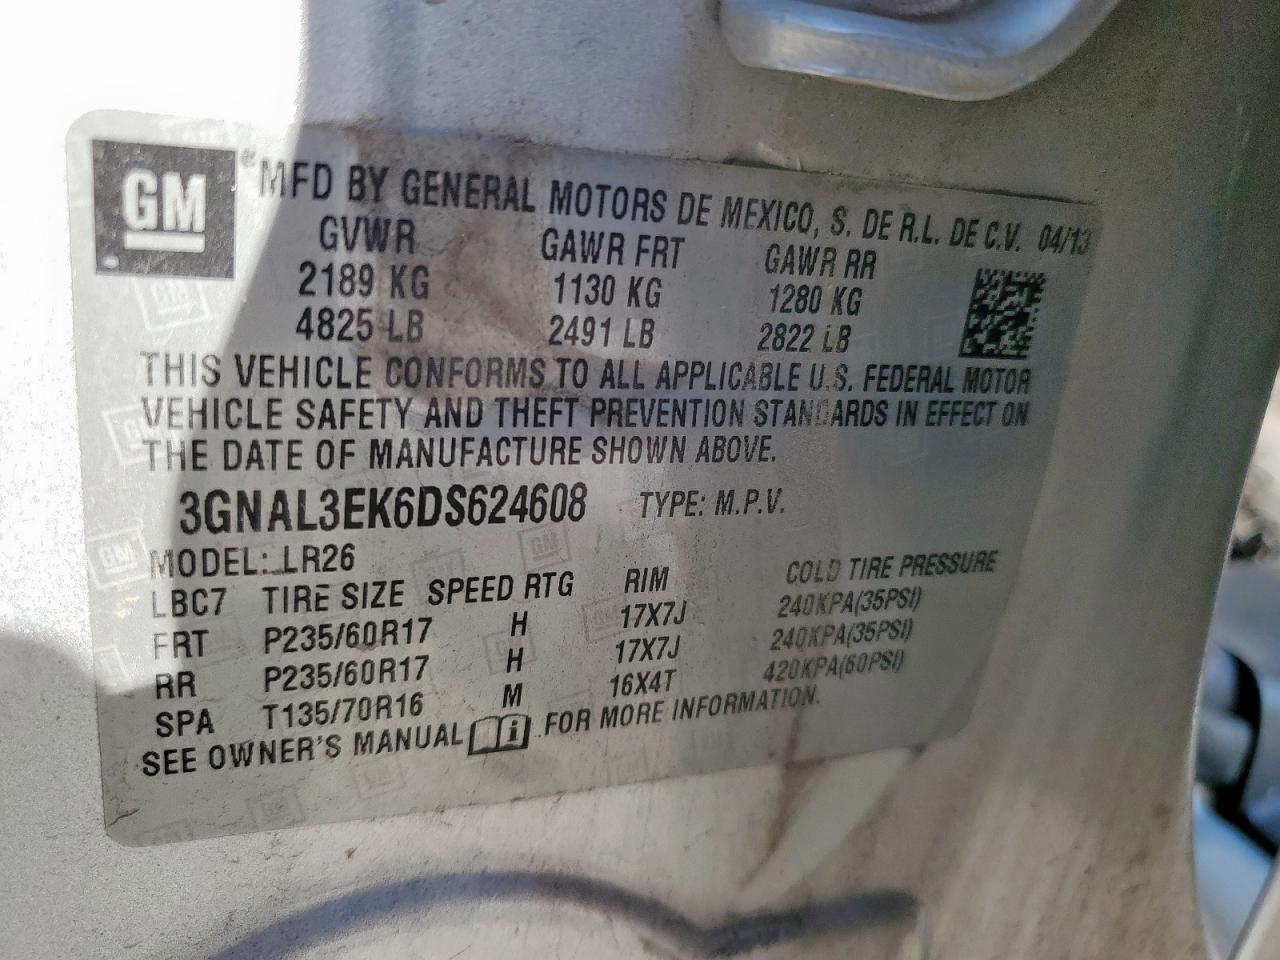 GM ® MFD BY GENERAL MOTORS DE MEXICO, S. DE R.L. DE C.V. 04/13
GVWR GAWR FRT GAWR RR
2189 KG 1130 KG 1280 KG
4825 LB 2491 LB 2822 LB
THIS VEHICLE CONFORMS TO ALL APPLICABLE U.S. FEDERAL MOTOR
VEHICLE SAFETY AND THEFT PREVENTION STANDARDS IN EFFECT ON
THE DATE OF MANUFACTURE SHOWN ABOVE.
3GNAL3EK6DS624608 TYPE: M.P.V.
MODEL: LR26
LBC7 TIRE SIZE SPEED RTG RIM COLD TIRE PRESSURE
FRT P235/60R17 H 17X7J 240KPA(35PSI)
RR P235/60R17 H 17X7J 240KPA(35PSI)
SPA T135/70R16 M 16X4T 420KPA(60PSI)
SEE OWNER'S MANUAL FOR MORE INFORMATION.